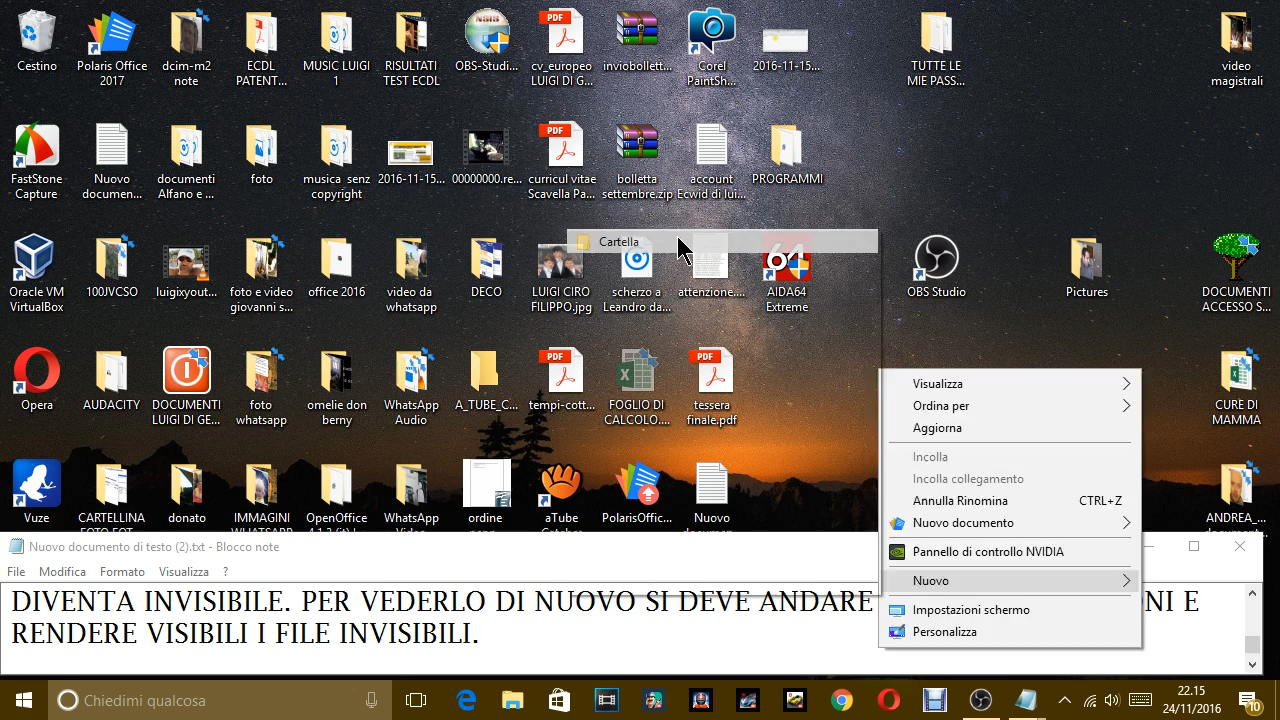 Cestino
Polaris Office
2017
dcim-m2
note
ECDL
PATENT...
MUSIC LUIGI
1
RISULTATI
TEST ECDL
NSIS
OBS-Studi...
PDF
cv_europeo
LUIGI DI G...
inviobollett...
Corel
PaintSh...
2016-11-15...
TUTTE LE
MIE PASS...
video
magistrali
FastStone
Capture
Nuovo
documen...
documenti
Alfano e ...
foto
musica senz
copyright
2016-11-15...
00000000.re...
PDF
curricul vitae
Scavella Pa...
bolletta
settembre.zip
account
Ecwid di lui...
PROGRAMMI
Cartella
Oracle VM
VirtualBox
100JVCSO
luigixyout...
foto e video
giovanni s...
office 2016
video da
whatsapp
DECO
LUIGI CIRO
FILIPPO.jpg
scherzo a
Leandro da...
attenzione....
64
AIDA64
Extreme
OBS Studio
Pictures
DOCUMENTI
ACCESSO S...
Opera
AUDACITY
DOCUMENTI
LUIGI DI GE...
foto
whatsapp
omelie don
berny
WhatsApp
Audio
A_TUBE_C...
PDF
tempi-cott...
FOGLIO DI
CALCOLO....
PDF
tessera
finale.pdf
CURE DI
MAMMA
Vuze
CARTELLINA
donato
IMMAGINI
OpenOffice
WhatsApp
ordine
aTube
PolarisOffic...
Nuovo
ANDREA_...
Visualizza
Ordina per
Aggiorna
Incolla
Incolla collegamento
Annulla Rinomina CTRL+Z
Nuovo documento
Pannello di controllo NVIDIA
Nuovo
Impostazioni schermo
Personalizza
Nuovo documento di testo (2).txt - Blocco note
File Modifica Formato Visualizza ?
DIVENTA INVISIBILE. PER VEDERLO DI NUOVO SI DEVE ANDARE NI E
RENDERE VISIBILI I FILE INVISIBILI.
Chiedimi qualcosa
22.15
24/11/2016
10